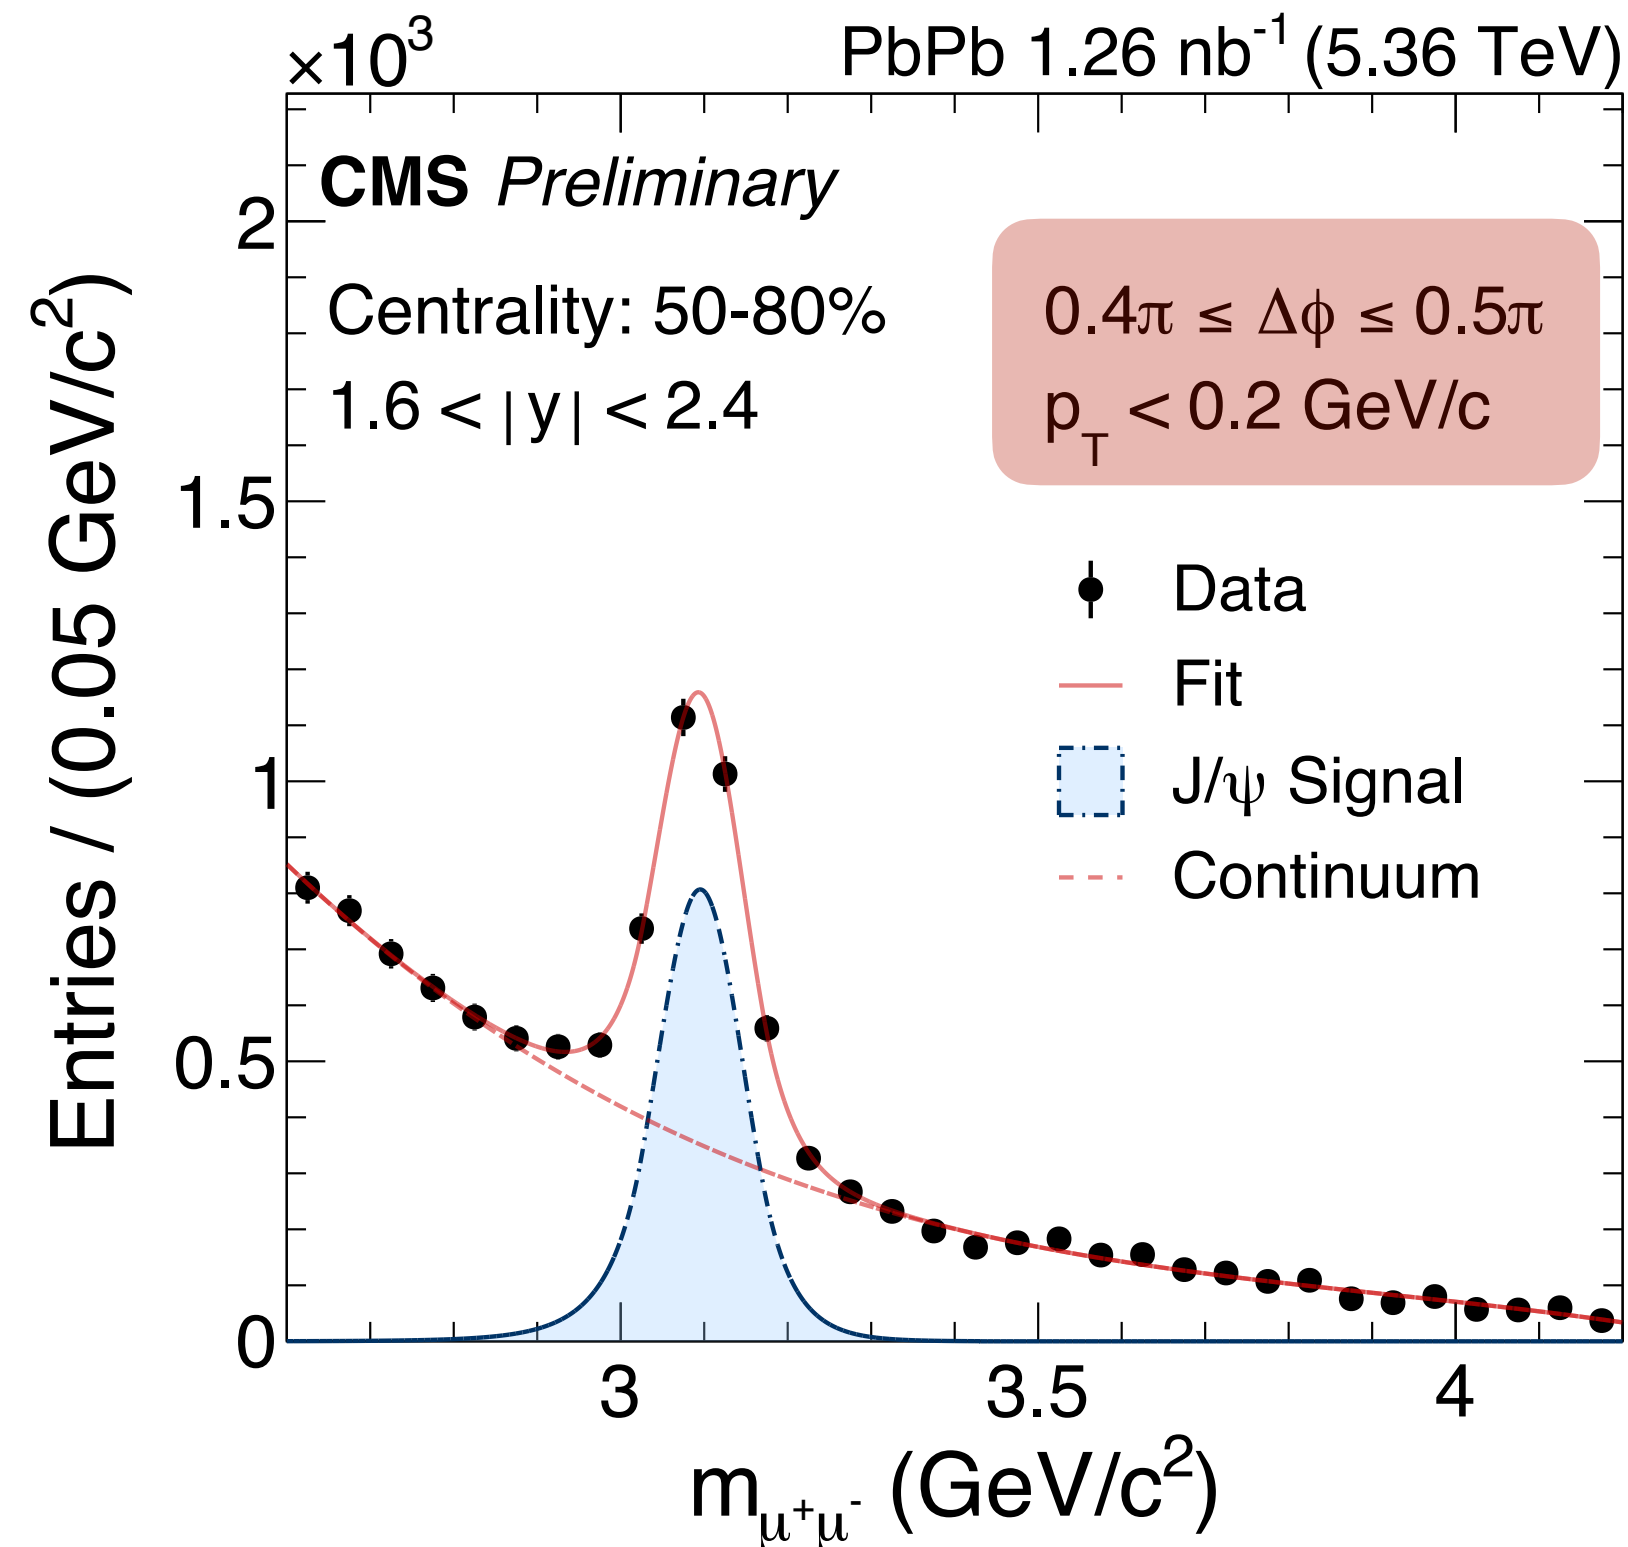 ×10³
PbPb 1.26 nb⁻¹ (5.36 TeV)
CMS Preliminary
Centrality: 50-80%
1.6 < |y| < 2.4
0.4π ≤ Δϕ ≤ 0.5π
p_T < 0.2 GeV/c
Data
Fit
J/ψ Signal
Continuum
Entries / (0.05 GeV/c²)
2
1.5
1
0.5
0
3 3.5 4
m_μ⁺μ⁻ (GeV/c²)